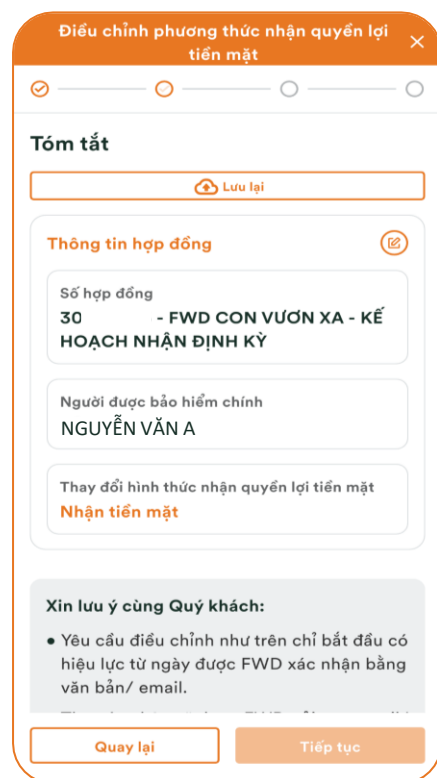 Điều chỉnh phương thức nhận quyền lợi
tiền mặt
Tóm tắt
Lưu lại
Thông tin hợp đồng
Số hợp đồng
30 - FWD CON VƯƠN XA - KẾ
HOẠCH NHẬN ĐỊNH KỲ
Người được bảo hiểm chính
NGUYỄN VĂN A
Thay đổi hình thức nhận quyền lợi tiền mặt
Nhận tiền mặt
Xin lưu ý cùng Quý khách:
• Yêu cầu điều chỉnh như trên chỉ bắt đầu có
hiệu lực từ ngày được FWD xác nhận bằng
văn bản/ email.
Quay lại
Tiếp tục